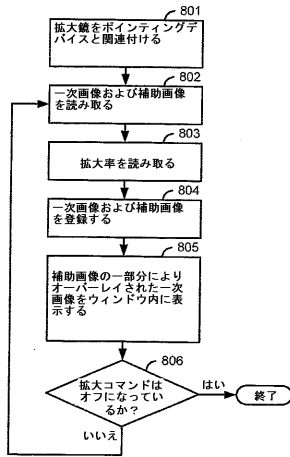 801
拡大鏡をポインティングデ
バイスと関連付ける
802
一次画像および補助画像
を読み取る
803
拡大率を読み取る
804
一次画像および補助画像
を登録する
805
補助画像の一部分により
オーバーレイされた一次
画像をウィンドウ内に表
示する
806
拡大コマンドは
オフになってい
るか?
はい
終了
いいえ